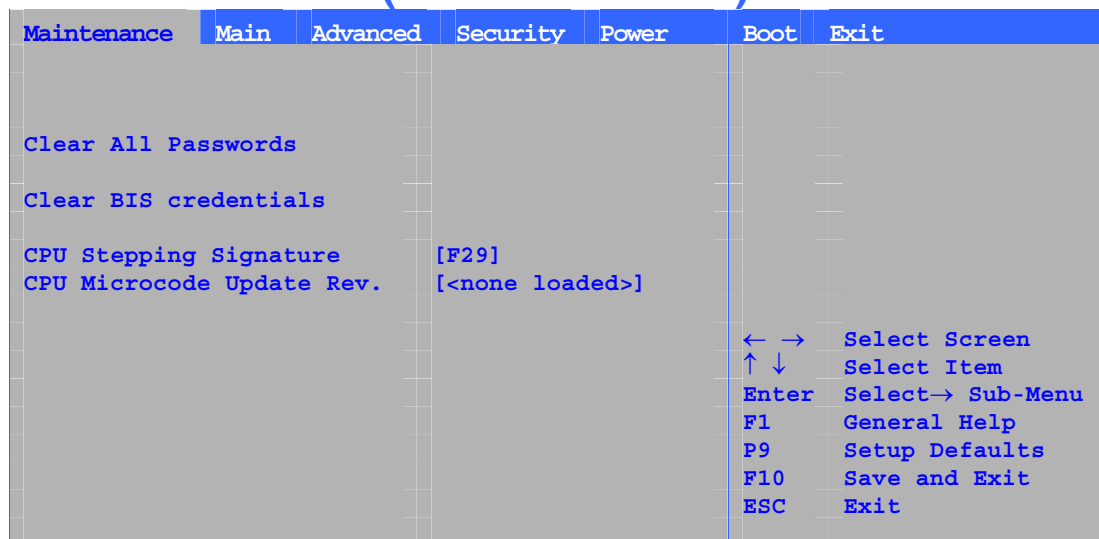 Maintenance Main Advanced Security Power Boot Exit
Clear All Passwords
Clear BIS credentials
CPU Stepping Signature [F29]
CPU Microcode Update Rev. [<none loaded>]
← → Select Screen
↑ ↓ Select Item
Enter Select→ Sub-Menu
F1 General Help
P9 Setup Defaults
F10 Save and Exit
ESC Exit